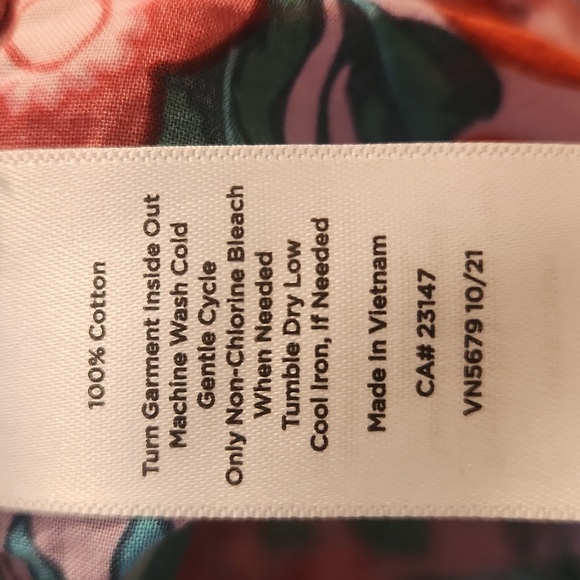 100% Cotton
Turn Garment Inside Out
Machine Wash Cold
Gentle Cycle
Only Non-Chlorine Bleach
When Needed
Tumble Dry Low
Cool Iron, If Needed
Made In Vietnam
CA# 23147
VN5679 10/21